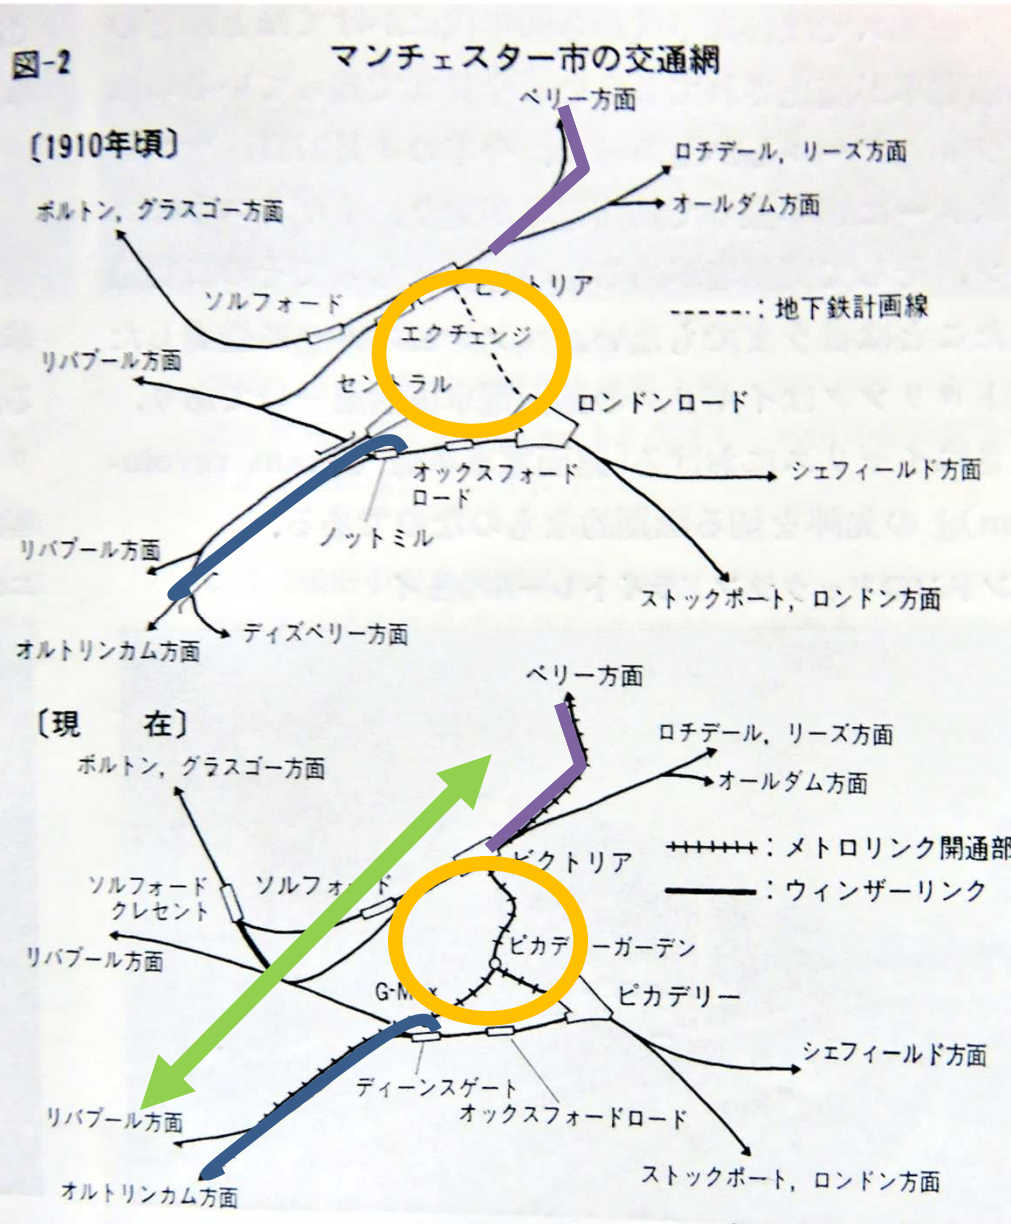 図-2
マンチェスター市の交通網
〔1910年頃〕
ベリー方面
ロチデール, リーズ方面
オールダム方面
ボルトン, グラスゴー方面
ソルフォード
ビクトリア
-----：地下鉄計画線
エクチェンジ
リバプール方面
セントラル
ロンドンロード
オックスフォード
ロード
シェフィールド方面
ノットミル
リバプール方面
ストックポート, ロンドン方面
ディズベリー方面
オルトリンカム方面
〔現　在〕
ベリー方面
ロチデール, リーズ方面
オールダム方面
ボルトン, グラスゴー方面
ビクトリア
：メトロリンク開通部
：ウィンザーリンク
ソルフォード
クレセント
ソルフォード
リバプール方面
ピカデリーガーデン
G-Mex
ピカデリー
シェフィールド方面
ディーンスゲート
オックスフォードロード
リバプール方面
ストックポート, ロンドン方面
オルトリンカム方面